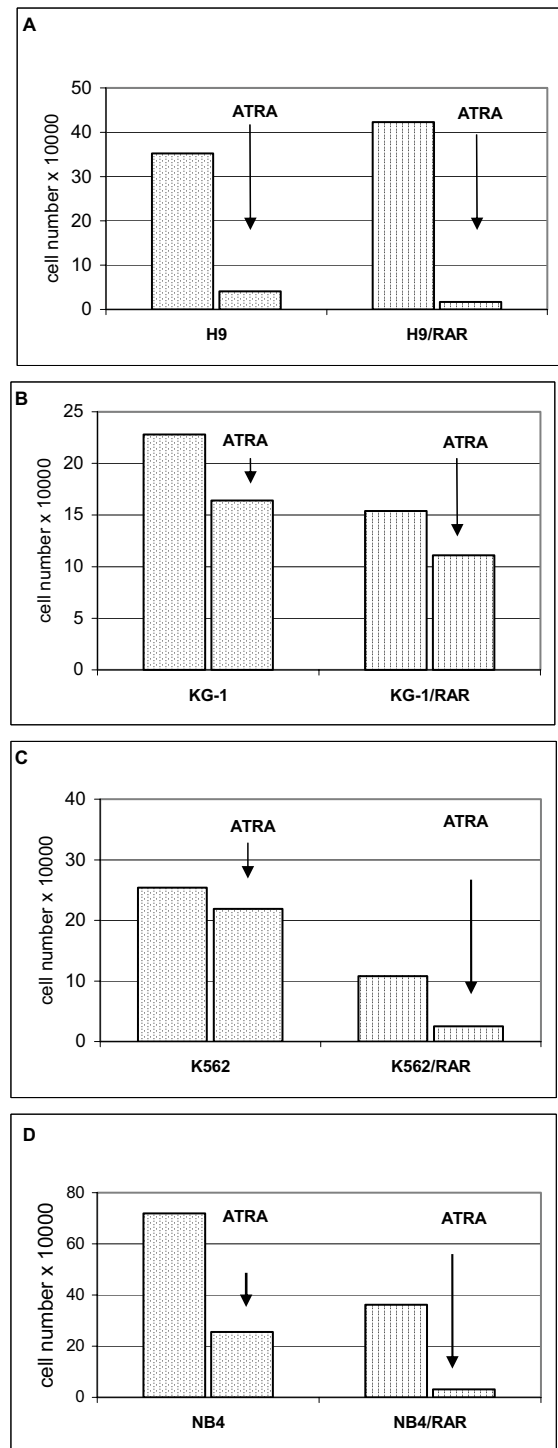 A
cell number x 10000
50
40
30
20
10
0
ATRA ATRA
H9 H9/RAR
B
cell number x 10000
25
20
15
10
5
0
ATRA ATRA
KG-1 KG-1/RAR
C
cell number x 10000
40
30
20
10
0
ATRA ATRA
K562 K562/RAR
D
cell number x 10000
80
60
40
20
0
ATRA ATRA
NB4 NB4/RAR